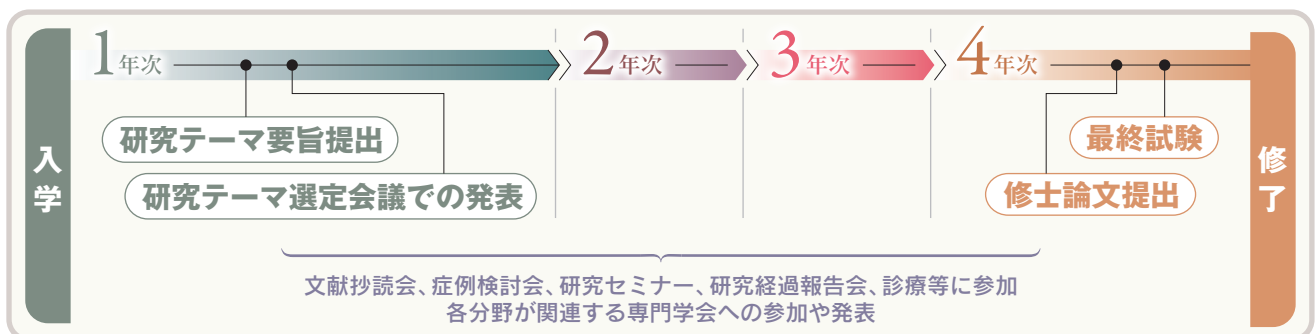 入学
1年次
2年次
3年次
4年次
研究テーマ要旨提出
研究テーマ選定会議での発表
最終試験
修士論文提出
修了
文献抄読会、症例検討会、研究セミナー、研究経過報告会、診療等に参加
各分野が関連する専門学会への参加や発表